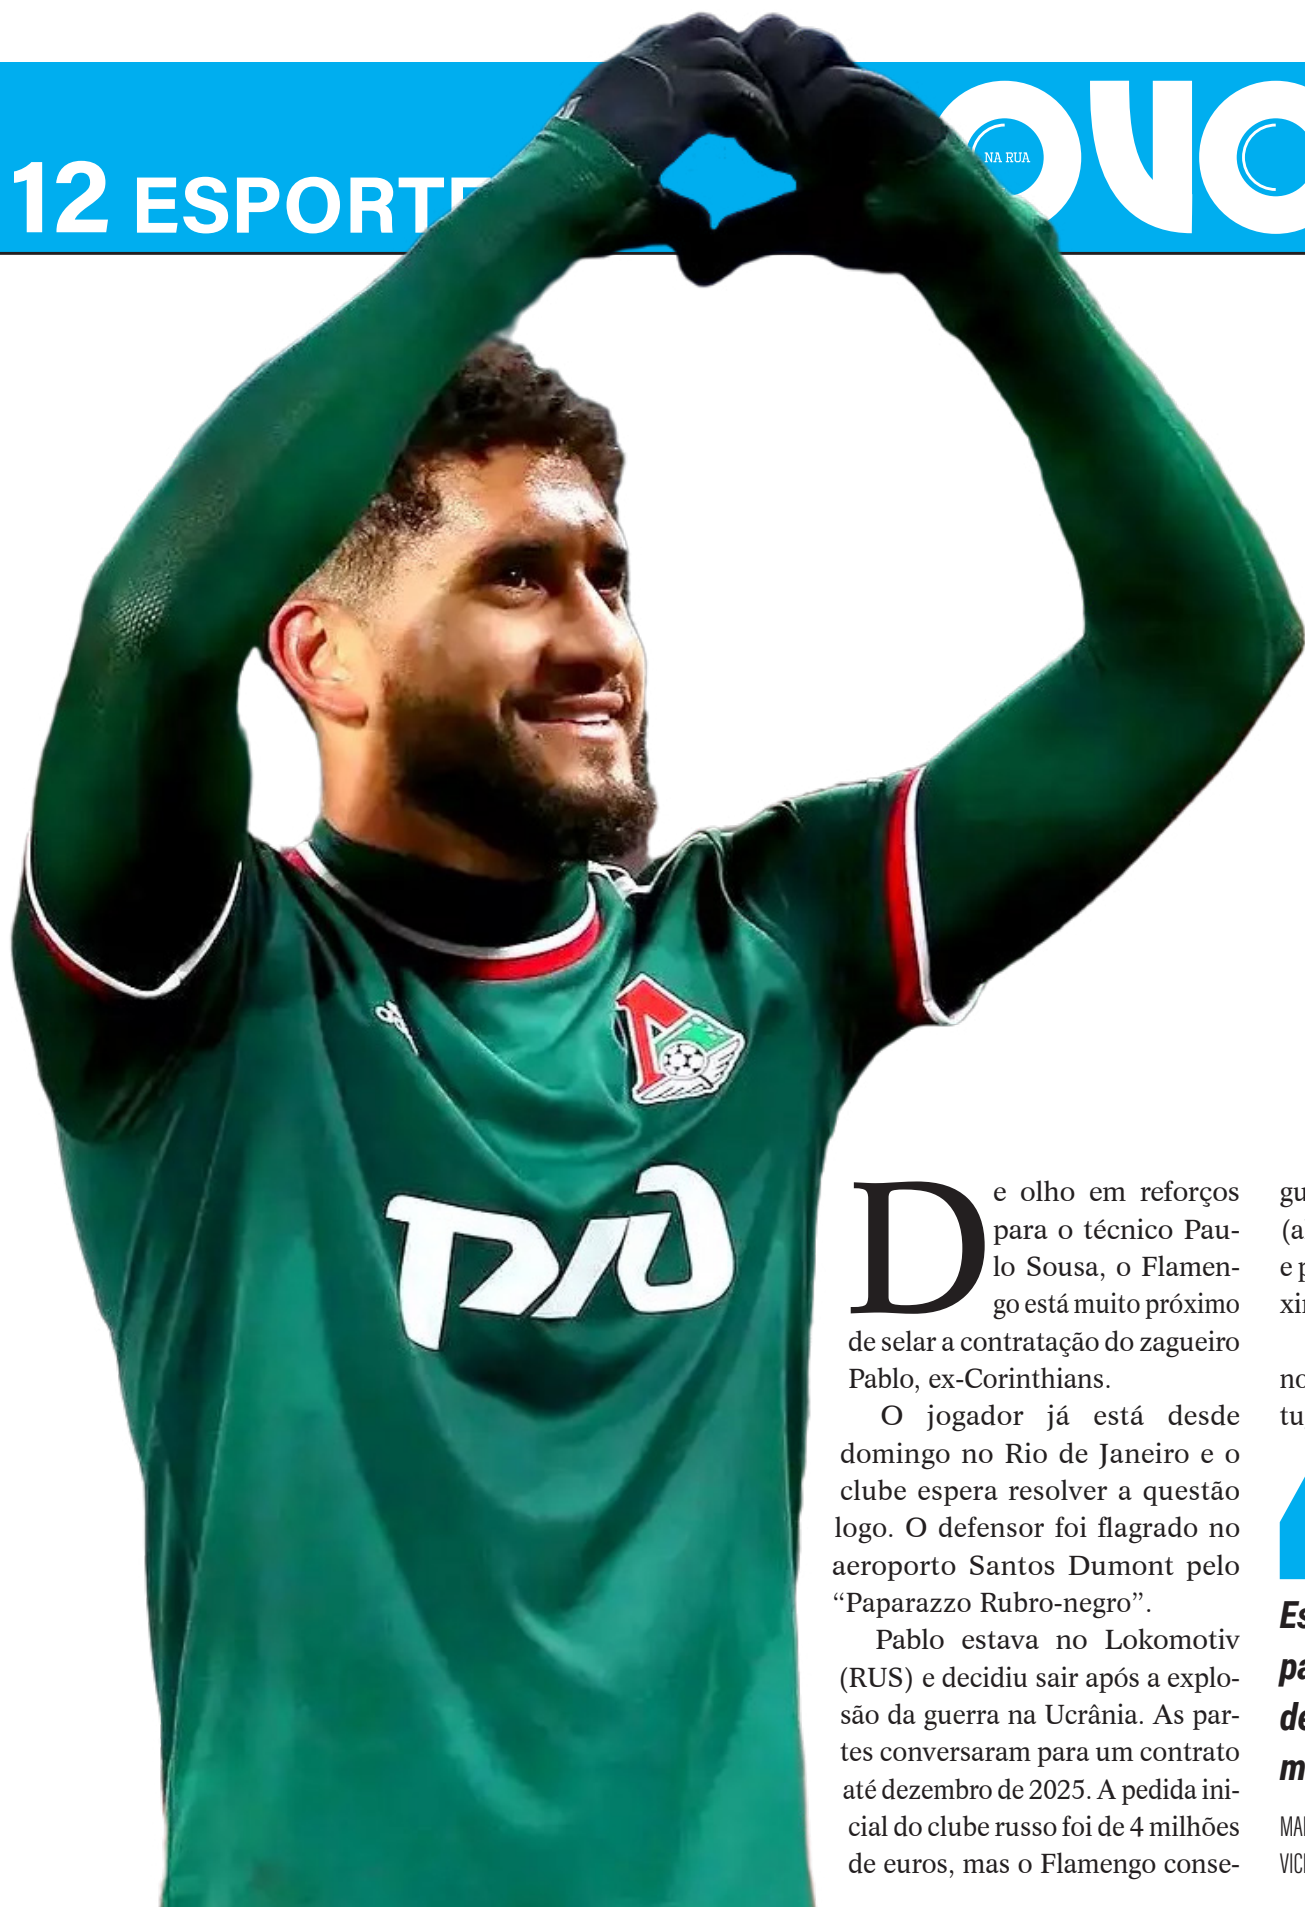 12 ESPORTE
NA RUA
De olho em reforços
para o técnico Pau-
lo Sousa, o Flamen-
go está muito próximo
de selar a contratação do zagueiro
Pablo, ex-Corinthians.
O jogador já está desde
domingo no Rio de Janeiro e o
clube espera resolver a questão
logo. O defensor foi flagrado no
aeroporto Santos Dumont pelo
“Paparazzo Rubro-negro”.
Pablo estava no Lokomotiv
(RUS) e decidiu sair após a explo-
são da guerra na Ucrânia. As par-
tes conversaram para um contrato
até dezembro de 2025. A pedida ini-
cial do clube russo foi de 4 milhões
de euros, mas o Flamengo conse-